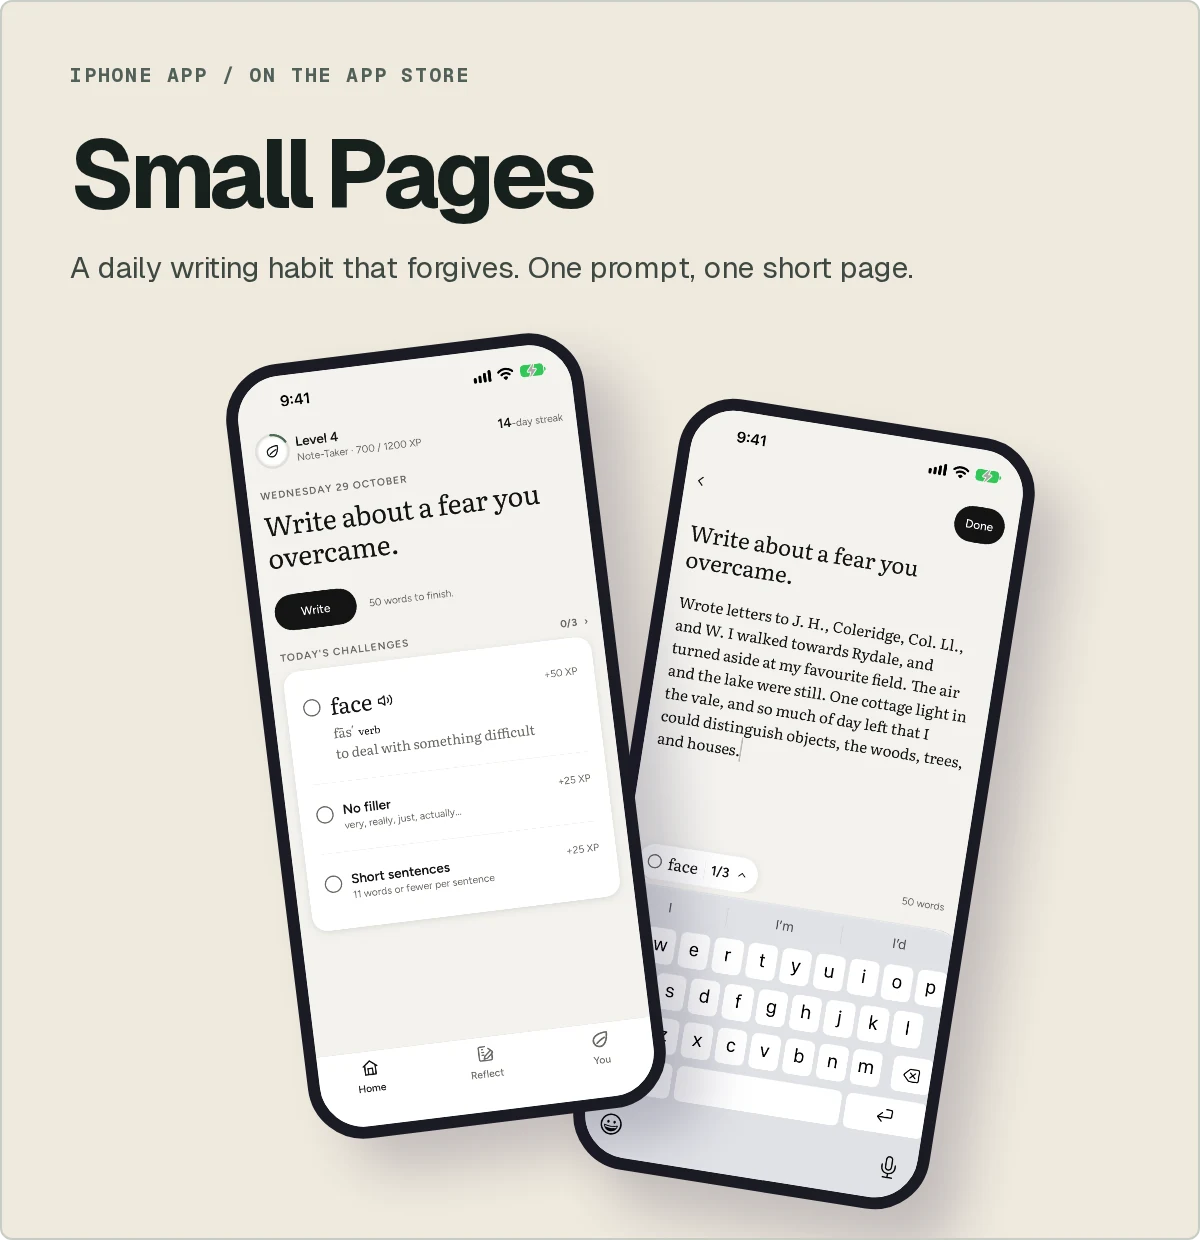 IPHONE APP / ON THE APP STORE
Small Pages
A daily writing habit that forgives. One prompt, one short page.
9:41
Level 4
Note-Taker · 700 / 1200 XP
14-day streak
WEDNESDAY 29 OCTOBER
Write about a fear you
overcame.
Write
50 words to finish.
TODAY'S CHALLENGES
0/3 ›
face
+50 XP
fās′ verb
to deal with something difficult
No filler
+25 XP
very, really, just, actually...
Short sentences
+25 XP
11 words or fewer per sentence
Home
Reflect
You
9:41
Done
Write about a fear you
overcame.
Wrote letters to J. H., Coleridge, Col. Ll.,
and W. I walked towards Rydale, and
turned aside at my favourite field. The air
and the lake were still. One cottage light in
the vale, and so much of day left that I
could distinguish objects, the woods, trees,
and houses.
face 1/3
50 words
I I'm I'd
w e r t y u i o p
s d f g h j k l
z x c v b n m